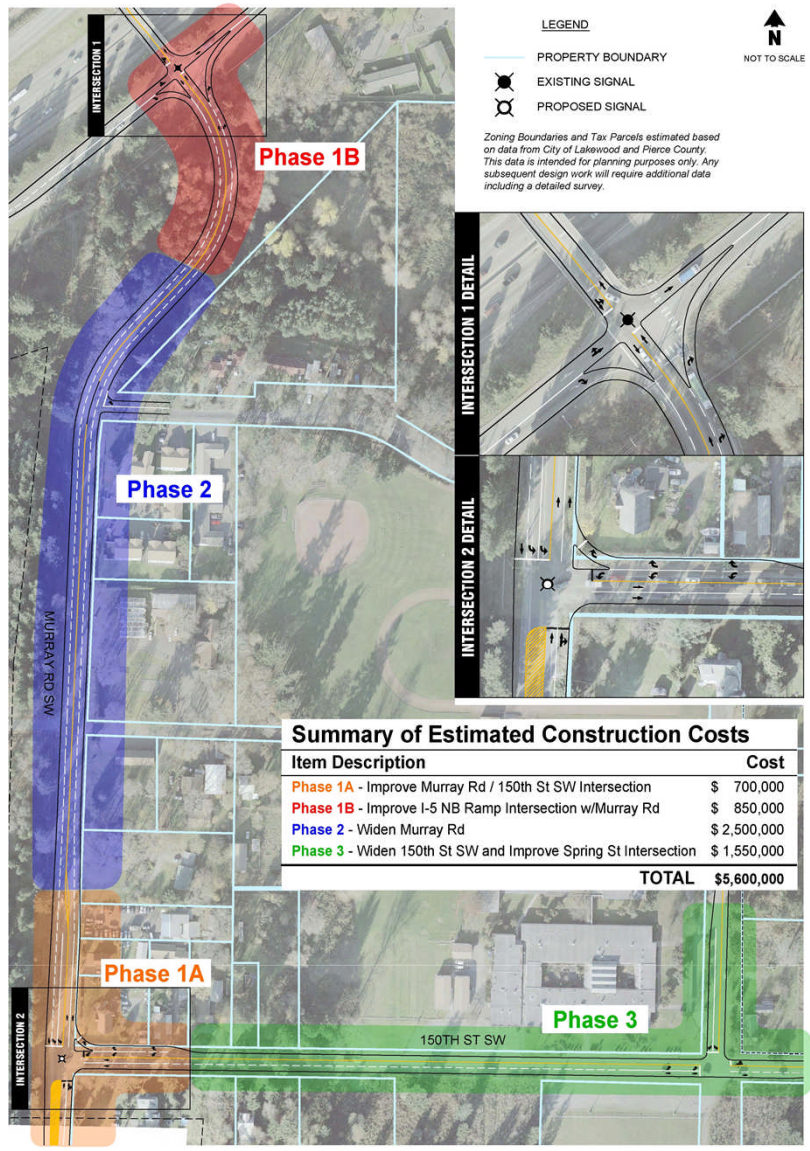 LEGEND
N
NOT TO SCALE
PROPERTY BOUNDARY
EXISTING SIGNAL
PROPOSED SIGNAL
Zoning Boundaries and Tax Parcels estimated based
on data from City of Lakewood and Pierce County.
This data is intended for planning purposes only. Any
subsequent design work will require additional data
including a detailed survey.
INTERSECTION 1
Phase 1B
INTERSECTION 1 DETAIL
Phase 2
INTERSECTION 2 DETAIL
MURRAY RD SW
Summary of Estimated Construction Costs
Item Description Cost
Phase 1A - Improve Murray Rd / 150th St SW Intersection $ 700,000
Phase 1B - Improve I-5 NB Ramp Intersection w/Murray Rd $ 850,000
Phase 2 - Widen Murray Rd $ 2,500,000
Phase 3 - Widen 150th St SW and Improve Spring St Intersection $ 1,550,000
TOTAL $5,600,000
Phase 1A
Phase 3
INTERSECTION 2
150TH ST SW